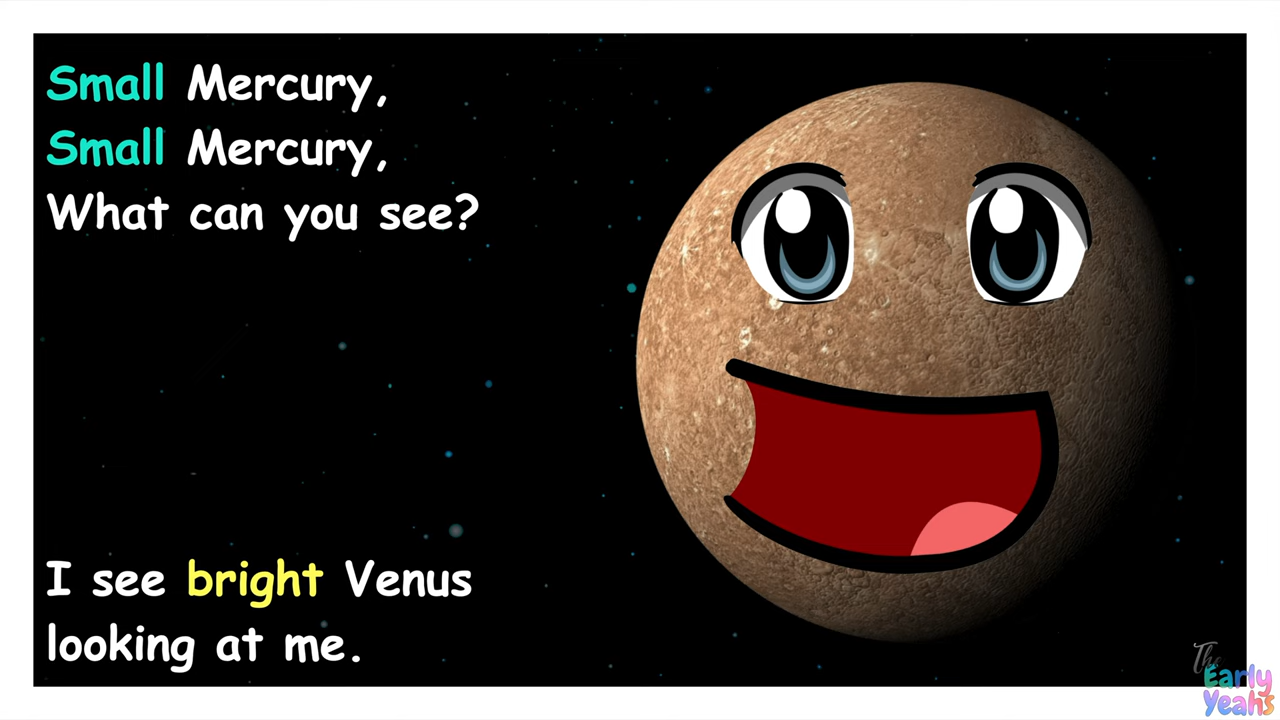 Small Mercury,
Small Mercury,
What can you see?
I see bright Venus
looking at me.
The
Early
Yeahs